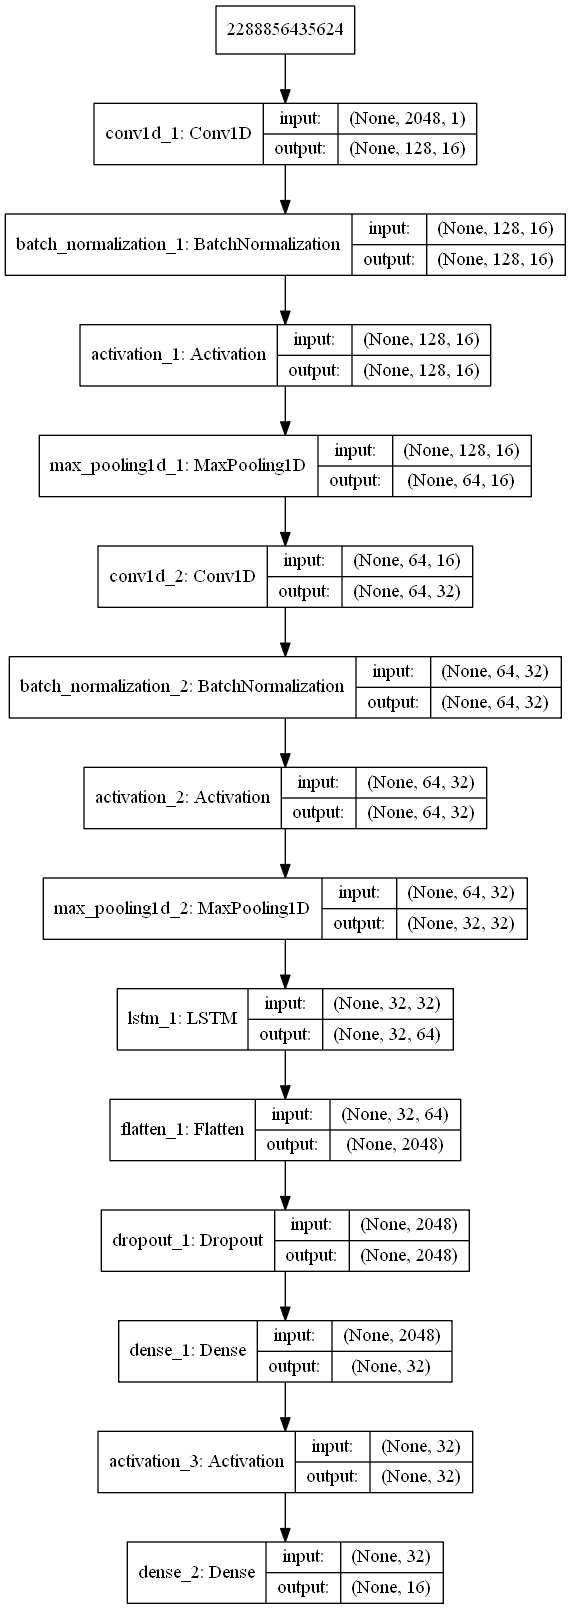 2288856435624
conv1d_1: Conv1D
input: (None, 2048, 1)
output: (None, 128, 16)
batch_normalization_1: BatchNormalization
input: (None, 128, 16)
output: (None, 128, 16)
activation_1: Activation
input: (None, 128, 16)
output: (None, 128, 16)
max_pooling1d_1: MaxPooling1D
input: (None, 128, 16)
output: (None, 64, 16)
conv1d_2: Conv1D
input: (None, 64, 16)
output: (None, 64, 32)
batch_normalization_2: BatchNormalization
input: (None, 64, 32)
output: (None, 64, 32)
activation_2: Activation
input: (None, 64, 32)
output: (None, 64, 32)
max_pooling1d_2: MaxPooling1D
input: (None, 64, 32)
output: (None, 32, 32)
lstm_1: LSTM
input: (None, 32, 32)
output: (None, 32, 64)
flatten_1: Flatten
input: (None, 32, 64)
output: (None, 2048)
dropout_1: Dropout
input: (None, 2048)
output: (None, 2048)
dense_1: Dense
input: (None, 2048)
output: (None, 32)
activation_3: Activation
input: (None, 32)
output: (None, 32)
dense_2: Dense
input: (None, 32)
output: (None, 16)